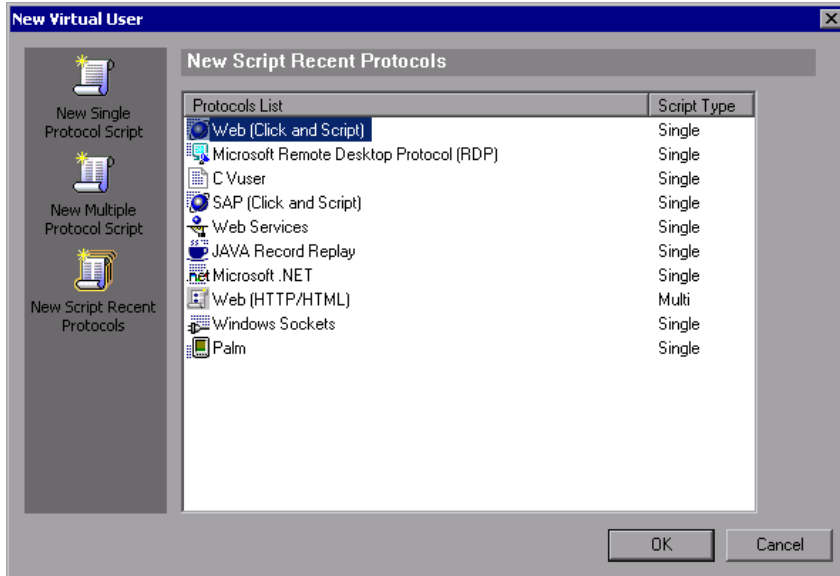 New Virtual User
New Single
Protocol Script
New Multiple
Protocol Script
New Script Recent
Protocols
New Script Recent Protocols
Protocols List Script Type
Web (Click and Script) Single
Microsoft Remote Desktop Protocol (RDP) Single
C Vuser Single
SAP (Click and Script) Single
Web Services Single
JAVA Record Replay Single
.net Microsoft .NET Single
Web (HTTP/HTML) Multi
Windows Sockets Single
Palm Single
OK Cancel